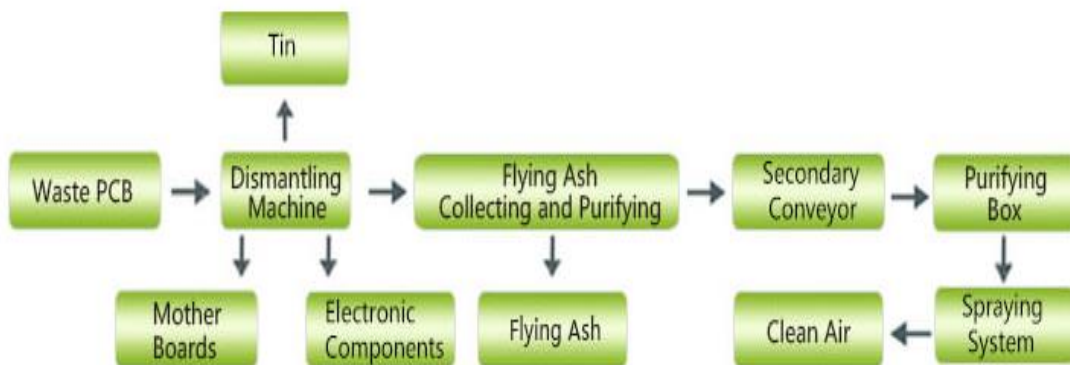 Tin
Waste PCB
Dismantling
Machine
Flying Ash
Collecting and Purifying
Secondary
Conveyor
Purifying
Box
Mother
Boards
Electronic
Components
Flying Ash
Clean Air
Spraying
System